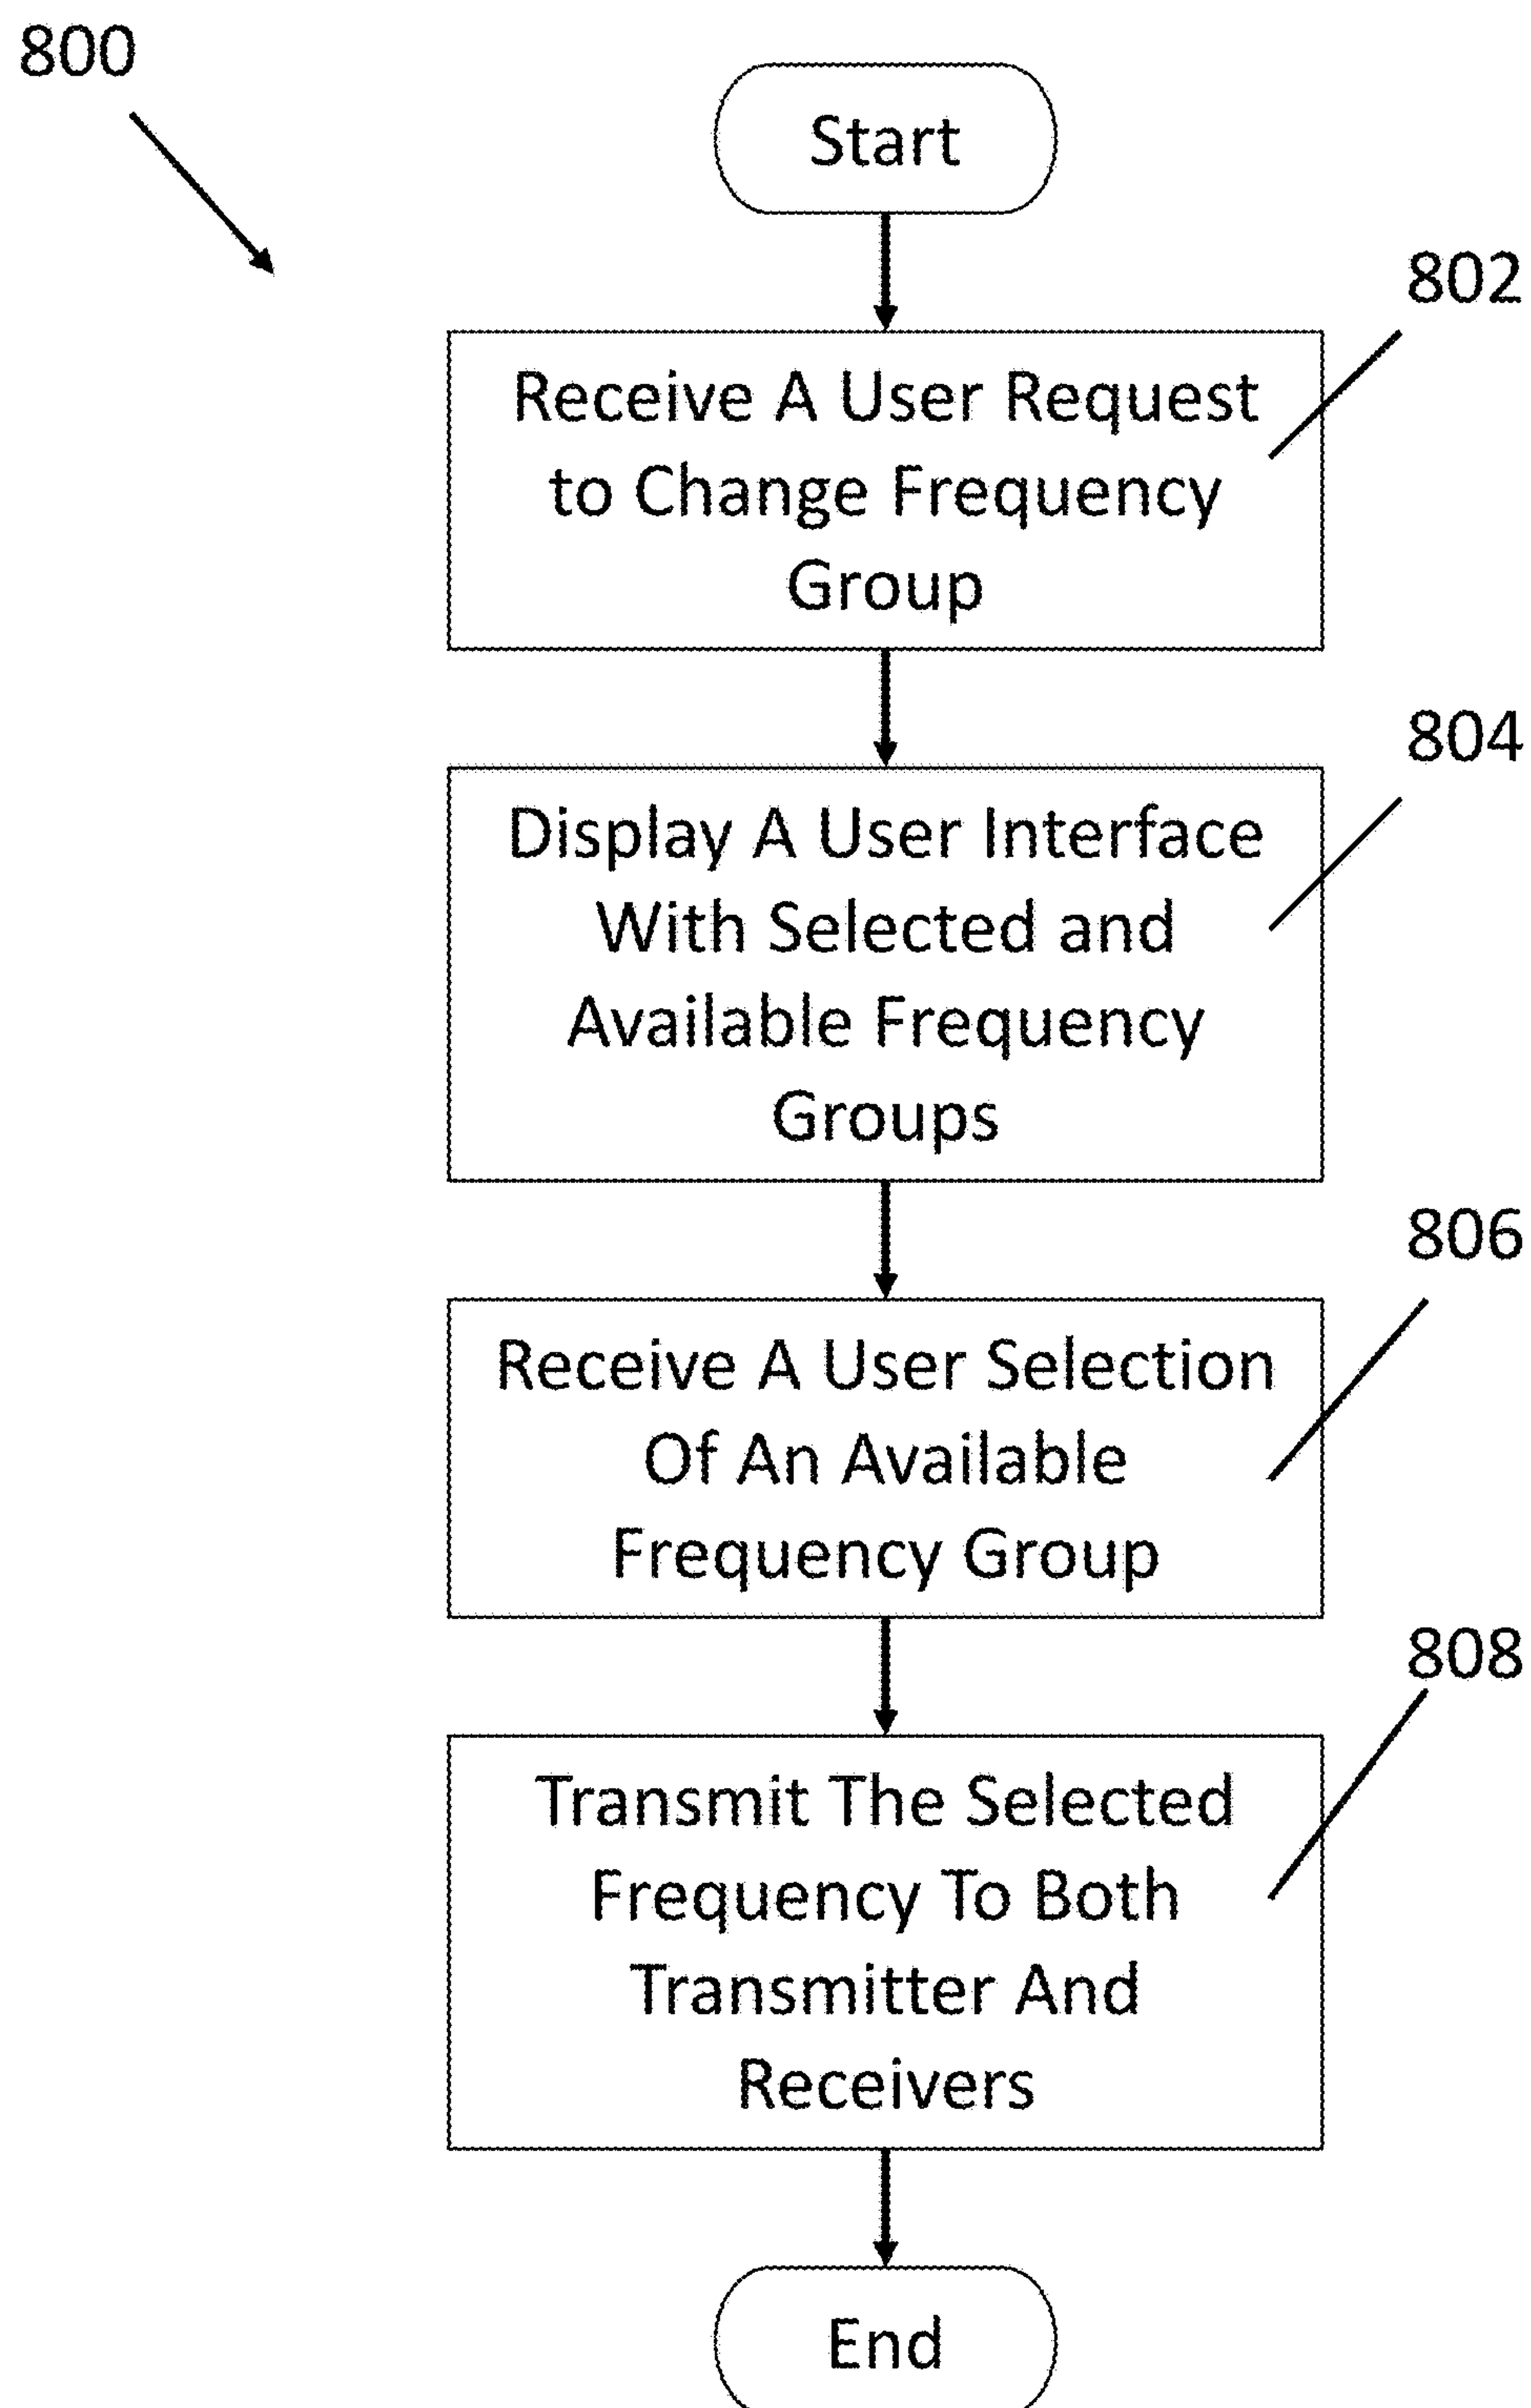 800
Start
802
Receive A User Request
to Change Frequency
Group
804
Display A User Interface
With Selected and
Available Frequency
Groups
806
Receive A User Selection
Of An Available
Frequency Group
808
Transmit The Selected
Frequency To Both
Transmitter And
Receivers
End